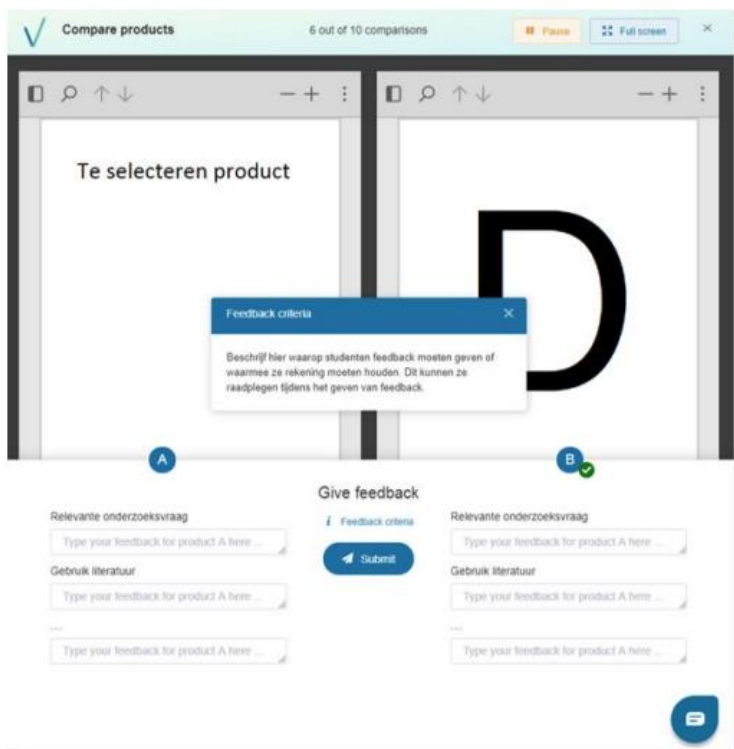 Compare products
6 out of 10 comparisons
Pause
Full screen
Te selecteren product
D
Feedback criteria
Beschrijf hier waarop studenten feedback moeten geven of
waarmee ze rekening moeten houden. Dit kunnen ze
raadplegen tijdens het geven van feedback.
A
B
Give feedback
Relevante onderzoeksvraag
i Feedback criteria
Relevante onderzoeksvraag
Type your feedback for product A here ...
Type your feedback for product A here ...
Submit
Gebruik literatuur
Gebruik literatuur
Type your feedback for product A here ...
Type your feedback for product A here ...
...
...
Type your feedback for product A here ...
Type your feedback for product A here ...